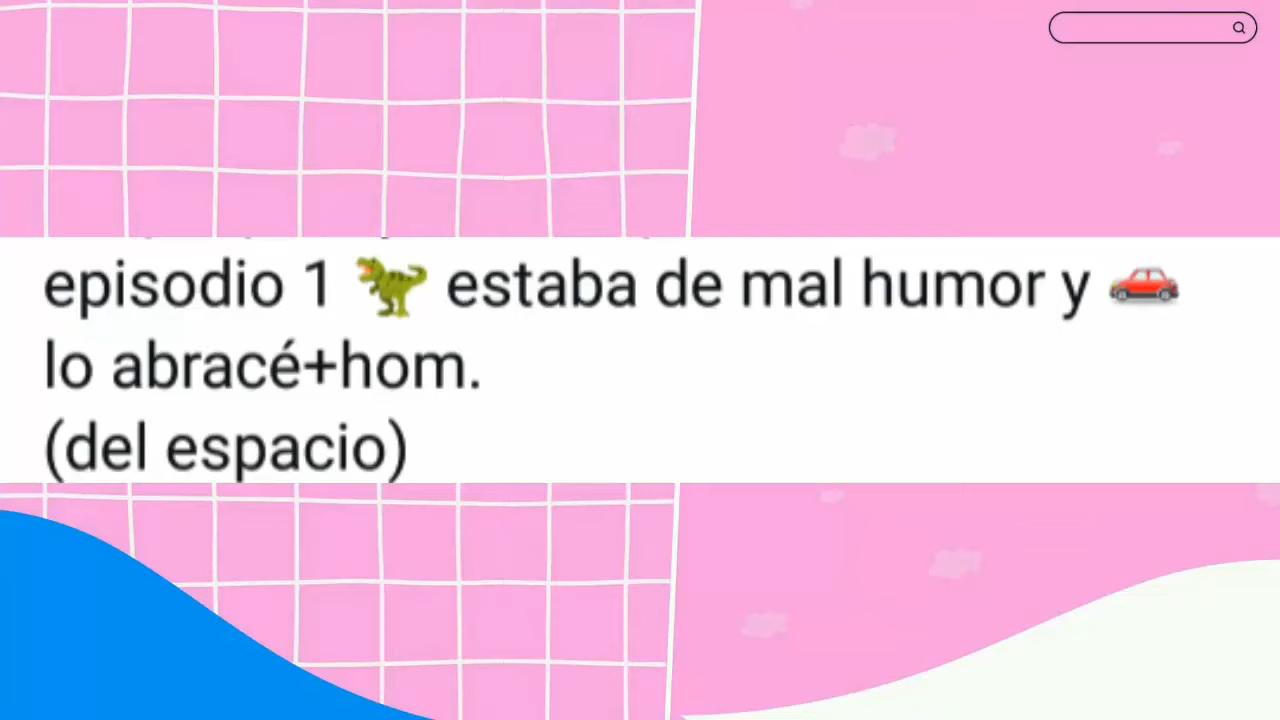 episodio 1 🦖 estaba de mal humor y 🚗
lo abracé+hom.
(del espacio)